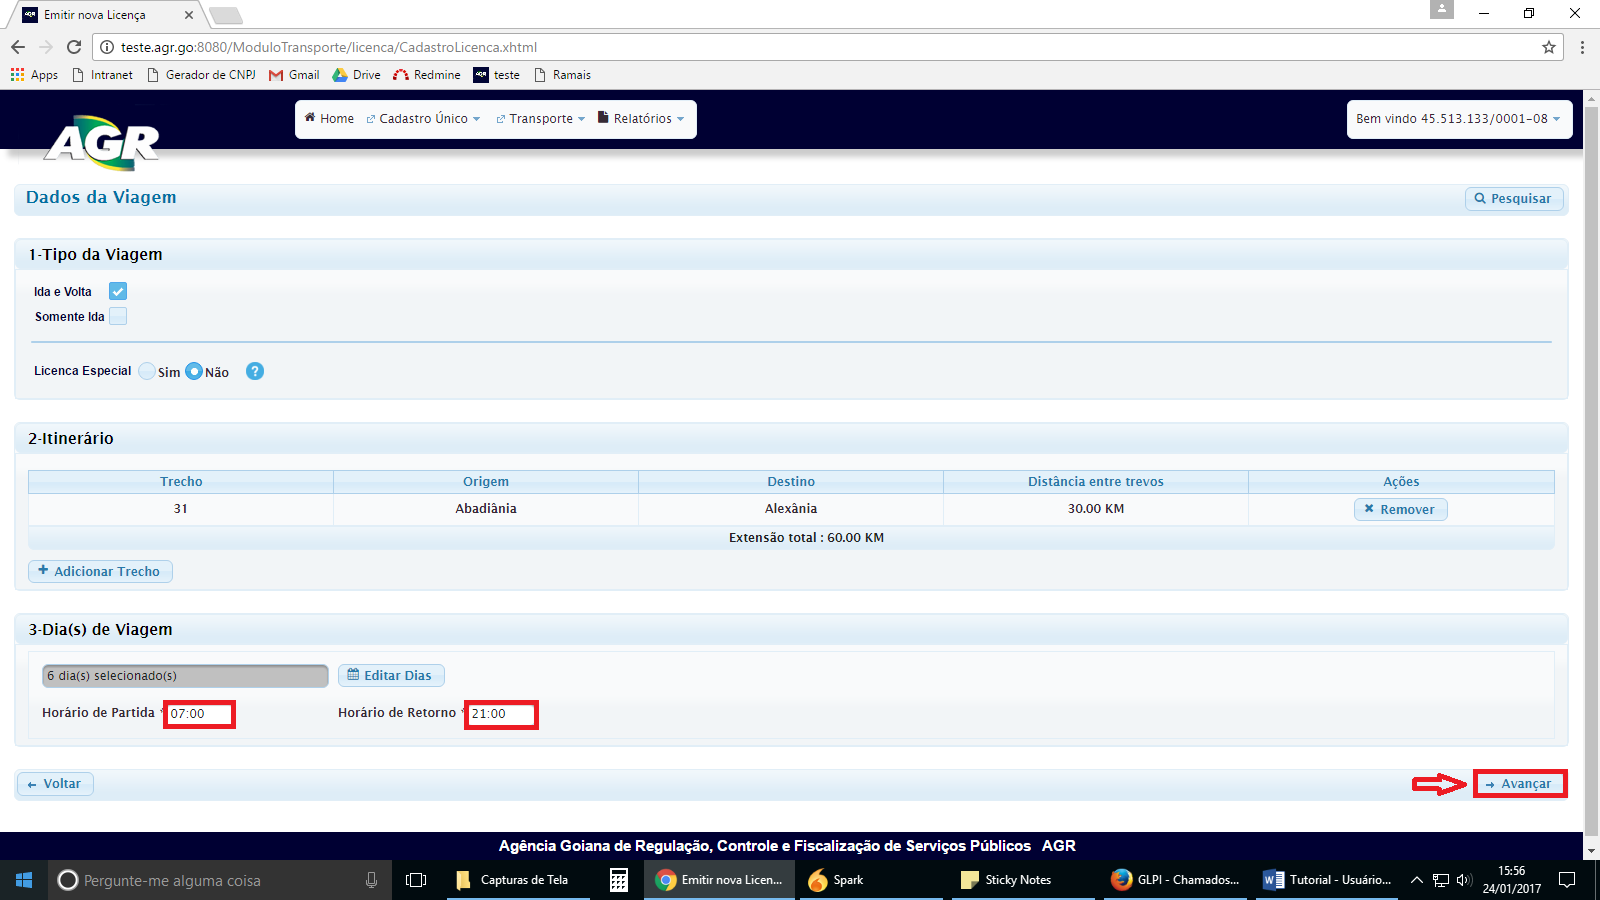 Emitir nova Licença
teste.agr.go:8080/ModuloTransporte/licenca/CadastroLicenca.xhtml
Apps Intranet Gerador de CNPJ Gmail Drive Redmine teste Ramais
AGR
Home Cadastro Único Transporte Relatórios
Bem vindo 45.513.133/0001-08
Dados da Viagem
Pesquisar
1-Tipo da Viagem
Ida e Volta
Somente Ida
Licenca Especial Sim Não ?
2-Itinerário
Trecho Origem Destino Distância entre trevos Ações
31 Abadiânia Alexânia 30.00 KM Remover
Extensão total : 60.00 KM
Adicionar Trecho
3-Dia(s) de Viagem
6 dia(s) selecionado(s) Editar Dias
Horário de Partida * 07:00 Horário de Retorno * 21:00
Voltar Avançar
Agência Goiana de Regulação, Controle e Fiscalização de Serviços Públicos AGR
Pergunte-me alguma coisa Capturas de Tela Emitir nova Licen... Spark Sticky Notes GLPI - Chamados... Tutorial - Usuário...
15:56
24/01/2017